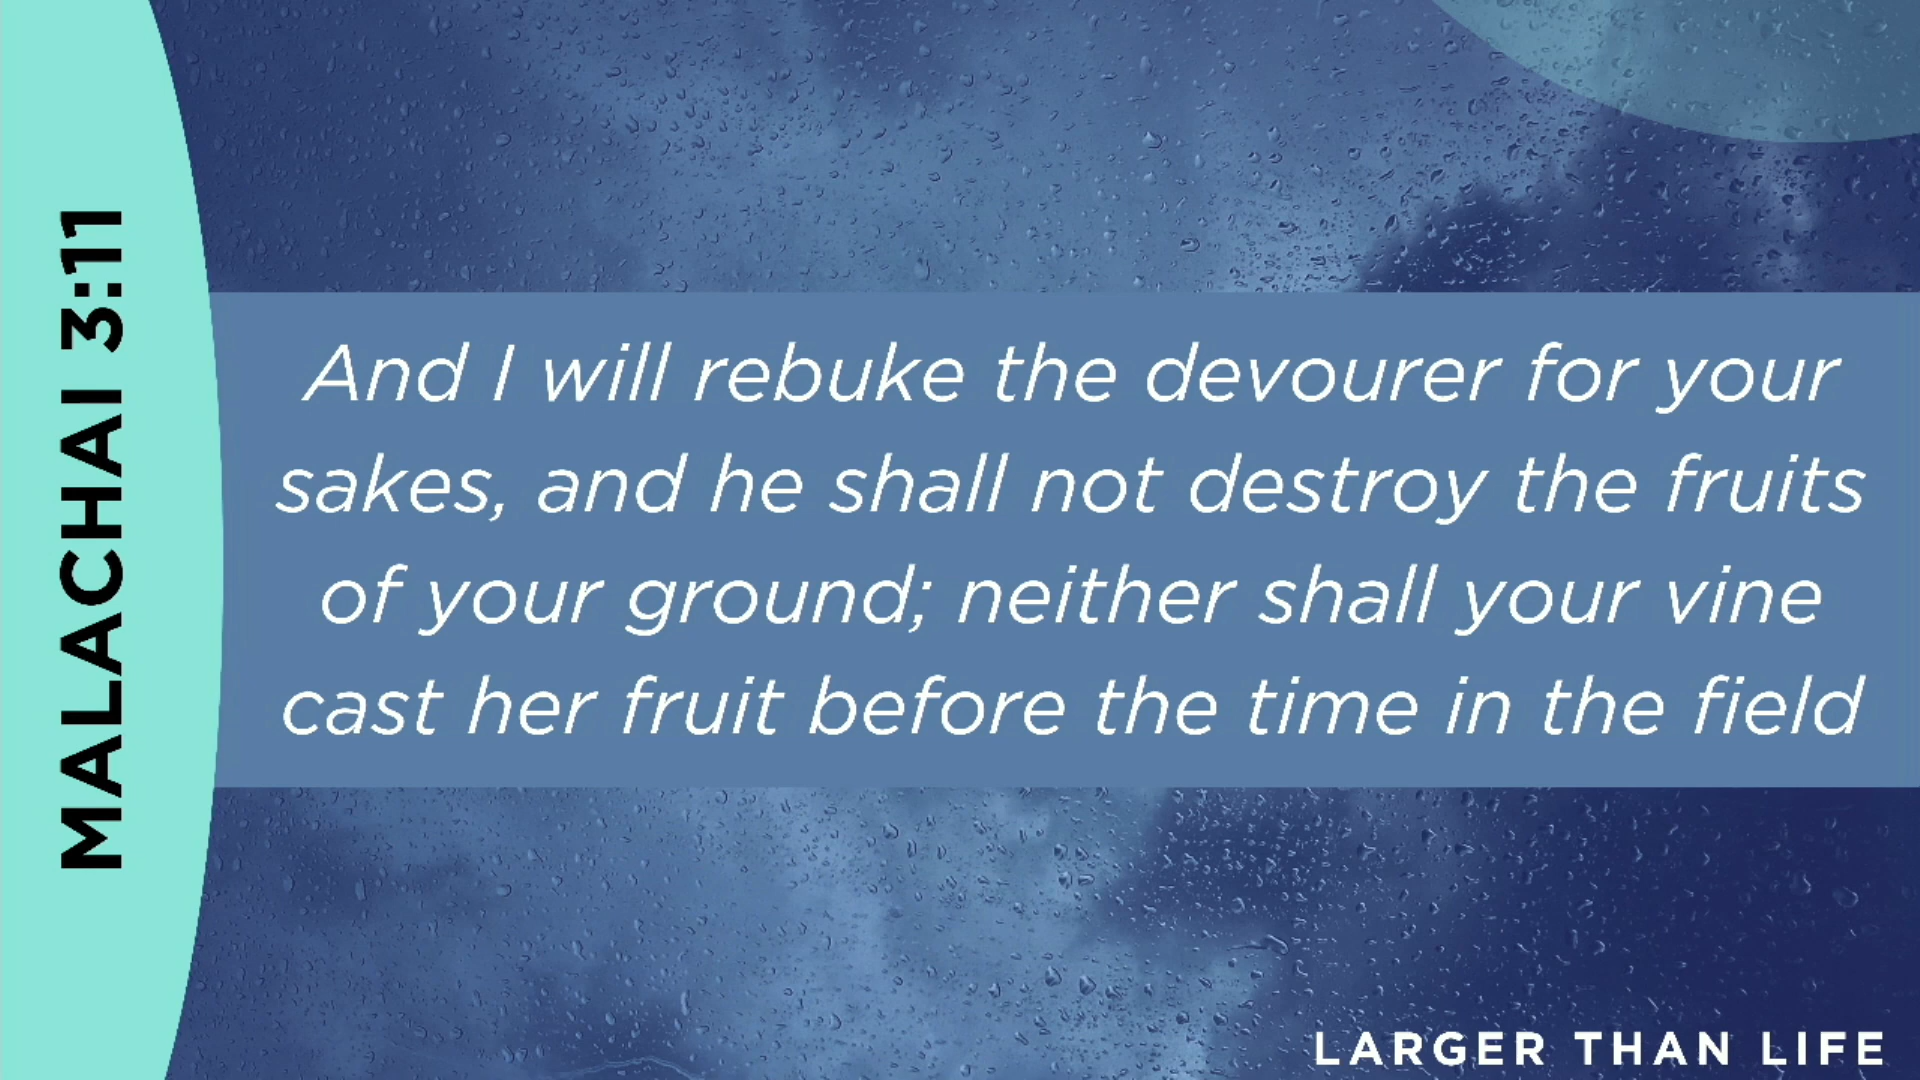 MALACHAI 3:11
And I will rebuke the devourer for your
sakes, and he shall not destroy the fruits
of your ground; neither shall your vine
cast her fruit before the time in the field
LARGER THAN LIFE